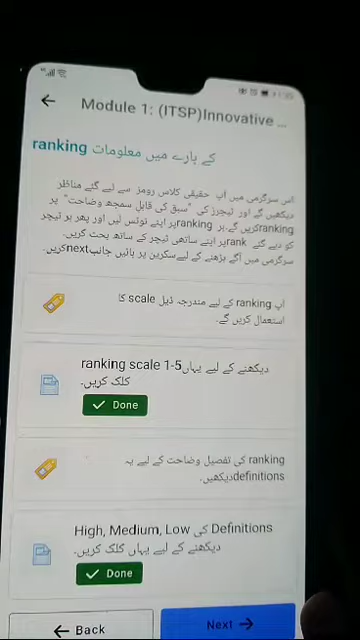 Module 1: (ITSP)Innovative ...
ranking کے بارے میں معلومات
اس سرگرمی میں آپ حقیقی کلاس رومز سے لیے گئے مناظر
دیکھیں گے اور ٹیچرز کی "سبق کی قابلِ سمجھ وضاحت" پر
rankingکریں گے۔ ہر rankingپر اپنے نوٹس لیں اور پھر ہر ٹیچر
کو دیے گئے rankپر اپنے ساتھی ٹیچر کے ساتھ بحث کریں۔
سرگرمی میں آگے بڑھنے کے لیے سکرین پر بائیں جانبnextکریں۔
آپ ranking کے لیے مندرجہ ذیل scale کا
استعمال کریں گے۔
ranking scale 1-5دیکھنے کے لیے یہاں
کلک کریں۔
Done
ranking کی تفصیل وضاحت کے لیے یہ
definitionsدیکھیں۔
High, Medium, Low کی Definitions
دیکھنے کے لیے یہاں کلک کریں۔
Done
Back
Next